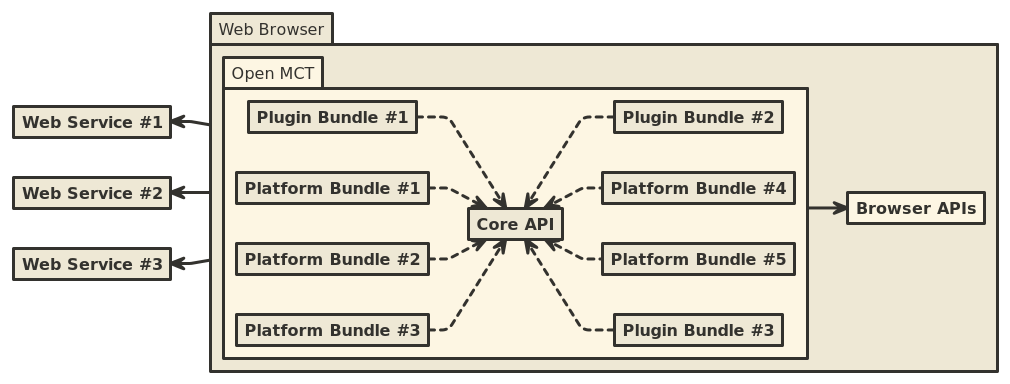 Web Browser
Open MCT
Plugin Bundle #1
Plugin Bundle #2
Web Service #1
Platform Bundle #1
Platform Bundle #4
Web Service #2
Core API
Browser APIs
Platform Bundle #2
Platform Bundle #5
Web Service #3
Platform Bundle #3
Plugin Bundle #3